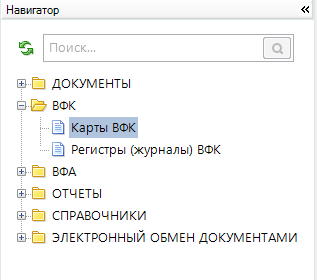 Навигатор
Поиск...
ДОКУМЕНТЫ
ВФК
Карты ВФК
Регистры (журналы) ВФК
ВФА
ОТЧЕТЫ
СПРАВОЧНИКИ
ЭЛЕКТРОННЫЙ ОБМЕН ДОКУМЕНТАМИ